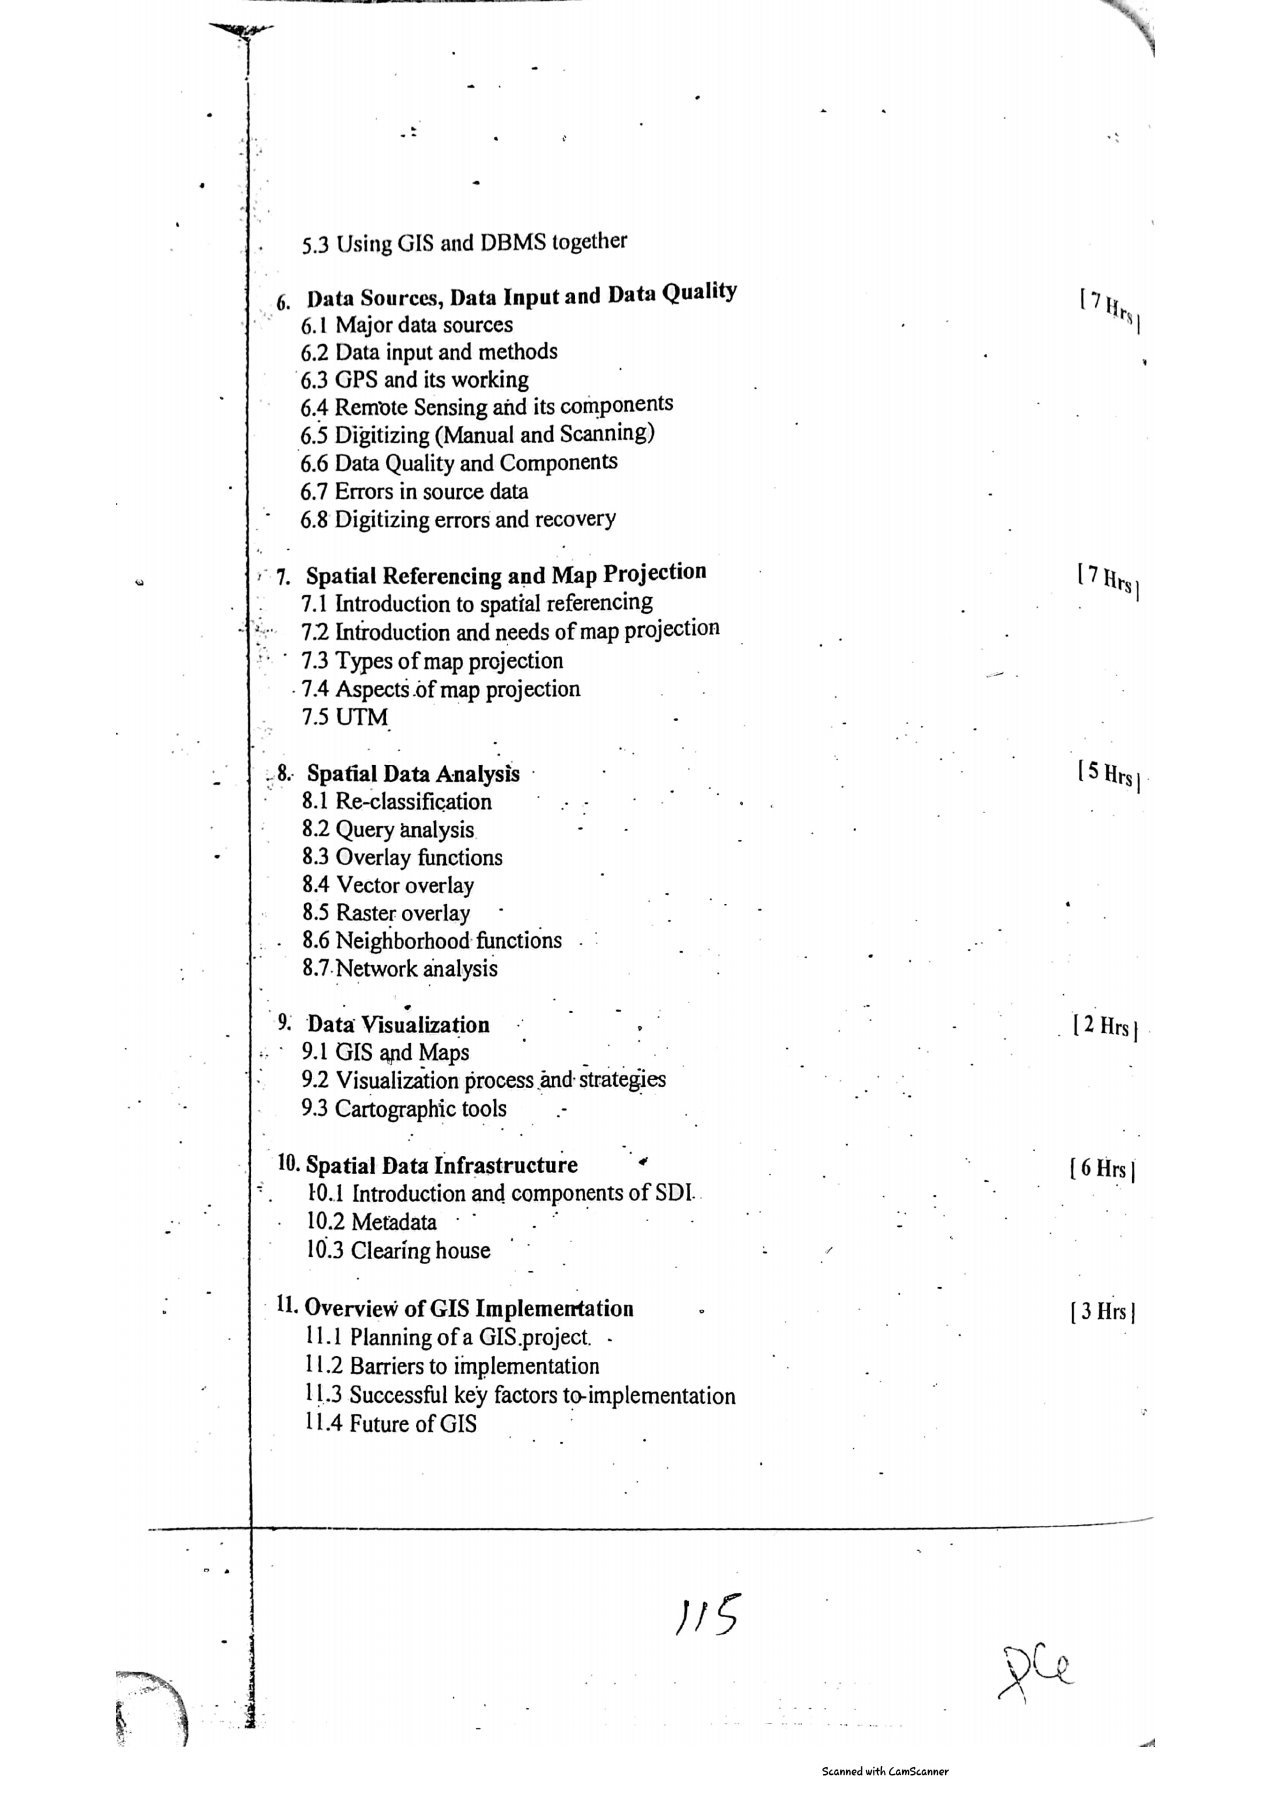 5.3 Using GIS and DBMS together
6. Data Sources, Data Input and Data Quality [ 7 Hrs]
6.1 Major data sources
6.2 Data input and methods
6.3 GPS and its working
6.4 Remote Sensing and its components
6.5 Digitizing (Manual and Scanning)
6.6 Data Quality and Components
6.7 Errors in source data
6.8 Digitizing errors and recovery
7. Spatial Referencing and Map Projection [ 7 Hrs]
7.1 Introduction to spatial referencing
7.2 Introduction and needs of map projection
7.3 Types of map projection
7.4 Aspects of map projection
7.5 UTM
8. Spatial Data Analysis [ 5 Hrs]
8.1 Re-classification
8.2 Query analysis
8.3 Overlay functions
8.4 Vector overlay
8.5 Raster overlay
8.6 Neighborhood functions
8.7 Network analysis
9. Data Visualization [ 2 Hrs]
9.1 GIS and Maps
9.2 Visualization process and strategies
9.3 Cartographic tools
10. Spatial Data Infrastructure [ 6 Hrs]
10.1 Introduction and components of SDI
10.2 Metadata
10.3 Clearing house
11. Overview of GIS Implementation [ 3 Hrs]
11.1 Planning of a GIS project
11.2 Barriers to implementation
11.3 Successful key factors to implementation
11.4 Future of GIS
115
Scanned with CamScanner